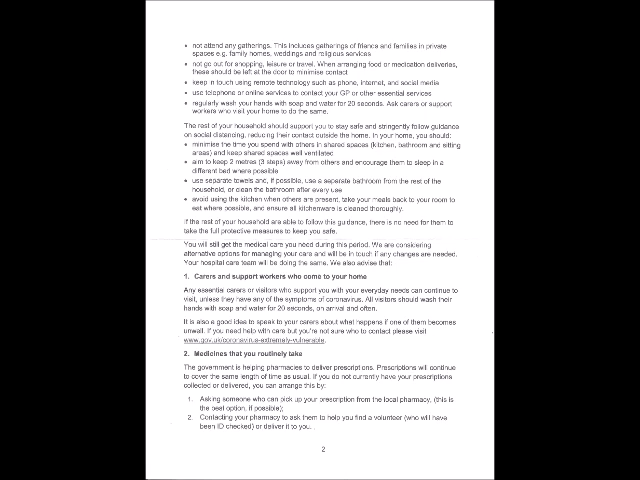 • not attend any gatherings. This includes gatherings of friends and families in private
spaces e.g. family homes, weddings and religious services
• not go out for shopping, leisure or travel. When arranging food or medication deliveries,
these should be left at the door to minimise contact
• keep in touch using remote technology such as phone, internet, and social media
• use telephone or online services to contact your GP or other essential services
• regularly wash your hands with soap and water for 20 seconds. Ask carers or support
workers who visit your home to do the same.
The rest of your household should support you to stay safe and stringently follow guidance
on social distancing, reducing their contact outside the home. In your home, you should:
• minimise the time you spend with others in shared spaces (kitchen, bathroom and sitting
areas) and keep shared spaces well ventilated
• aim to keep 2 metres (3 steps) away from others and encourage them to sleep in a
different bed where possible
• use separate towels and, if possible, use a separate bathroom from the rest of the
household, or clean the bathroom after every use
• avoid using the kitchen when others are present, take your meals back to your room to
eat where possible, and ensure all kitchenware is cleaned thoroughly.
If the rest of your household are able to follow this guidance, there is no need for them to
take the full protective measures to keep you safe.
You will still get the medical care you need during this period. We are considering
alternative options for managing your care and will be in touch if any changes are needed.
Your hospital care team will be doing the same. We also advise that:
1. Carers and support workers who come to your home
Any essential carers or visitors who support you with your everyday needs can continue to
visit, unless they have any of the symptoms of coronavirus. All visitors should wash their
hands with soap and water for 20 seconds, on arrival and often.
It is also a good idea to speak to your carers about what happens if one of them becomes
unwell. If you need help with care but you're not sure who to contact please visit
www.gov.uk/coronavirus-extremely-vulnerable.
2. Medicines that you routinely take
The government is helping pharmacies to deliver prescriptions. Prescriptions will continue
to cover the same length of time as usual. If you do not currently have your prescriptions
collected or delivered, you can arrange this by:
1. Asking someone who can pick up your prescription from the local pharmacy, (this is
the best option, if possible);
2. Contacting your pharmacy to ask them to help you find a volunteer (who will have
been ID checked) or deliver it to you.
2